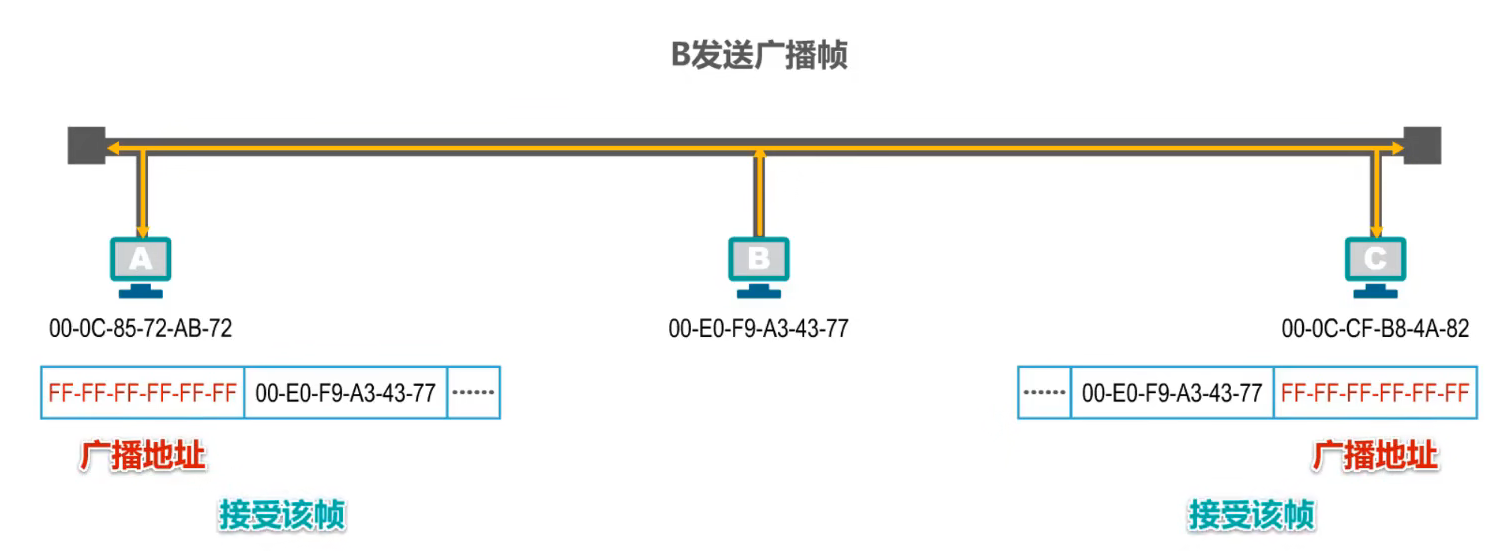 B发送广播帧
A
B
C
00-0C-85-72-AB-72
00-E0-F9-A3-43-77
00-0C-CF-B8-4A-82
FF-FF-FF-FF-FF-FF 00-E0-F9-A3-43-77 ······
······ 00-E0-F9-A3-43-77 FF-FF-FF-FF-FF-FF
广播地址
广播地址
接受该帧
接受该帧